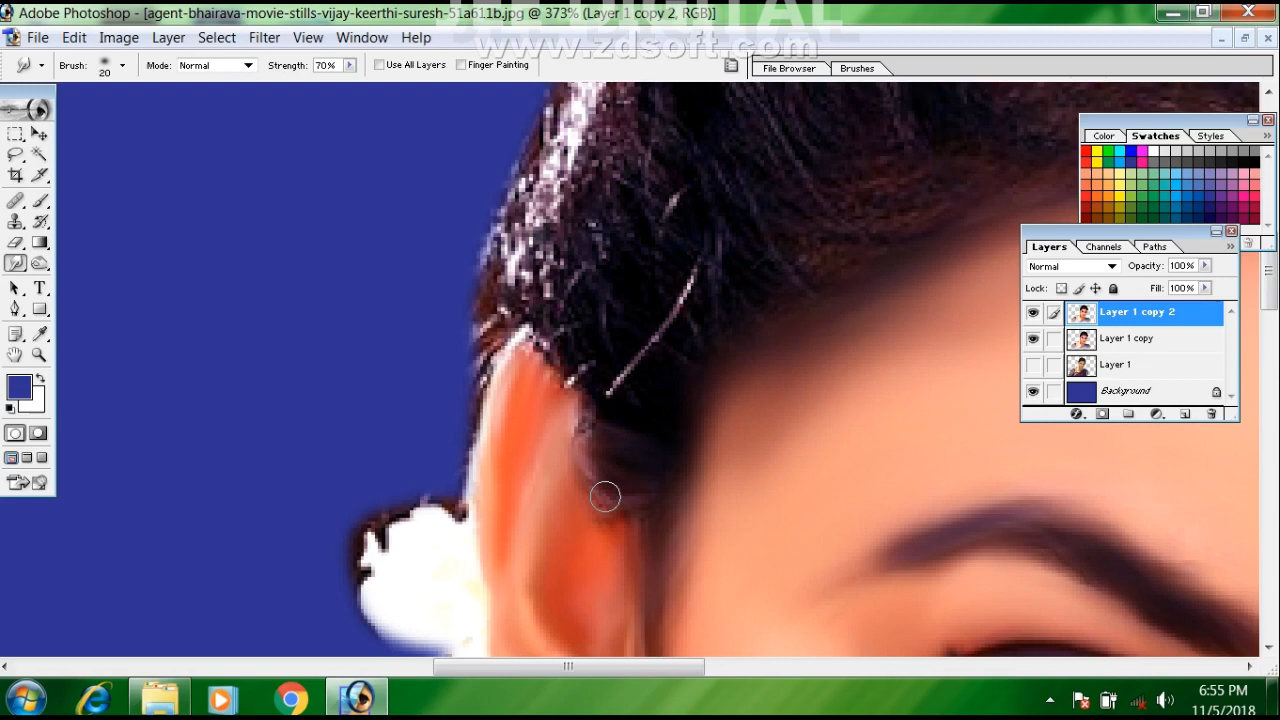 Adobe Photoshop - [agent-bhairava-movie-stills-vijay-keerthi-suresh-51a611b.jpg @ 373% (Layer 1 copy 2, RGB)]
www.zdsoft.com
File Edit Image Layer Select Filter View Window Help
Brush: 20 Mode: Normal Strength: 70% Use All Layers Finger Painting File Browser Brushes
Color Swatches Styles
Layers Channels Paths
Normal Opacity: 100%
Lock: Fill: 100%
Layer 1 copy 2
Layer 1 copy
Layer 1
Background
6:55 PM
11/5/2018